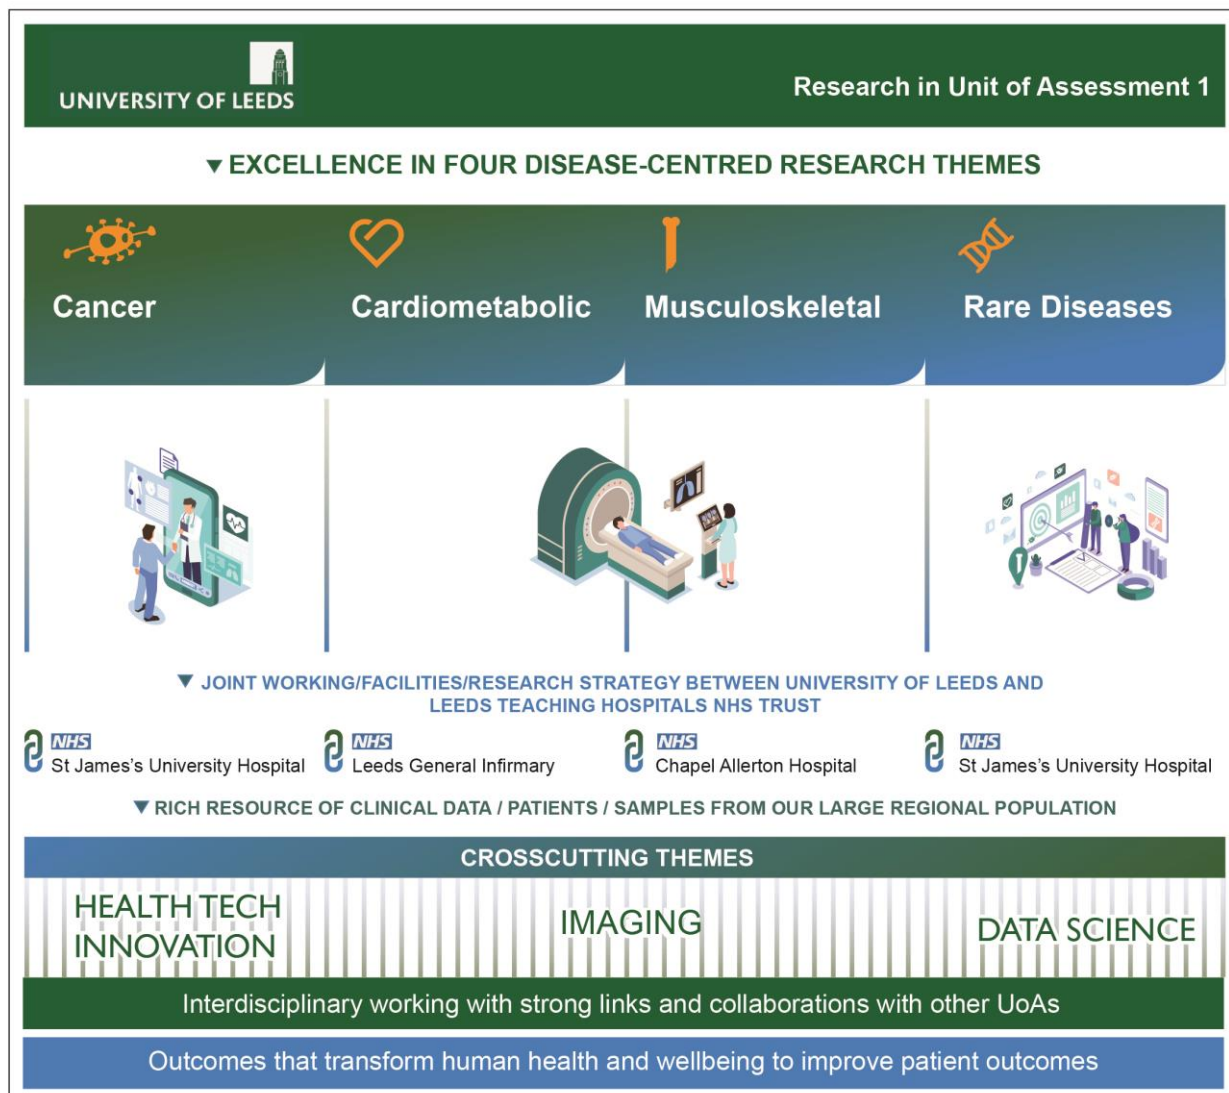 UNIVERSITY OF LEEDS
Research in Unit of Assessment 1
EXCELLENCE IN FOUR DISEASE-CENTRED RESEARCH THEMES
Cancer
Cardiometabolic
Musculoskeletal
Rare Diseases
JOINT WORKING/FACILITIES/RESEARCH STRATEGY BETWEEN UNIVERSITY OF LEEDS AND
LEEDS TEACHING HOSPITALS NHS TRUST
NHS
St James's University Hospital
NHS
Leeds General Infirmary
NHS
Chapel Allerton Hospital
NHS
St James's University Hospital
RICH RESOURCE OF CLINICAL DATA / PATIENTS / SAMPLES FROM OUR LARGE REGIONAL POPULATION
CROSSCUTTING THEMES
HEALTH TECH
INNOVATION
IMAGING
DATA SCIENCE
Interdisciplinary working with strong links and collaborations with other UoAs
Outcomes that transform human health and wellbeing to improve patient outcomes